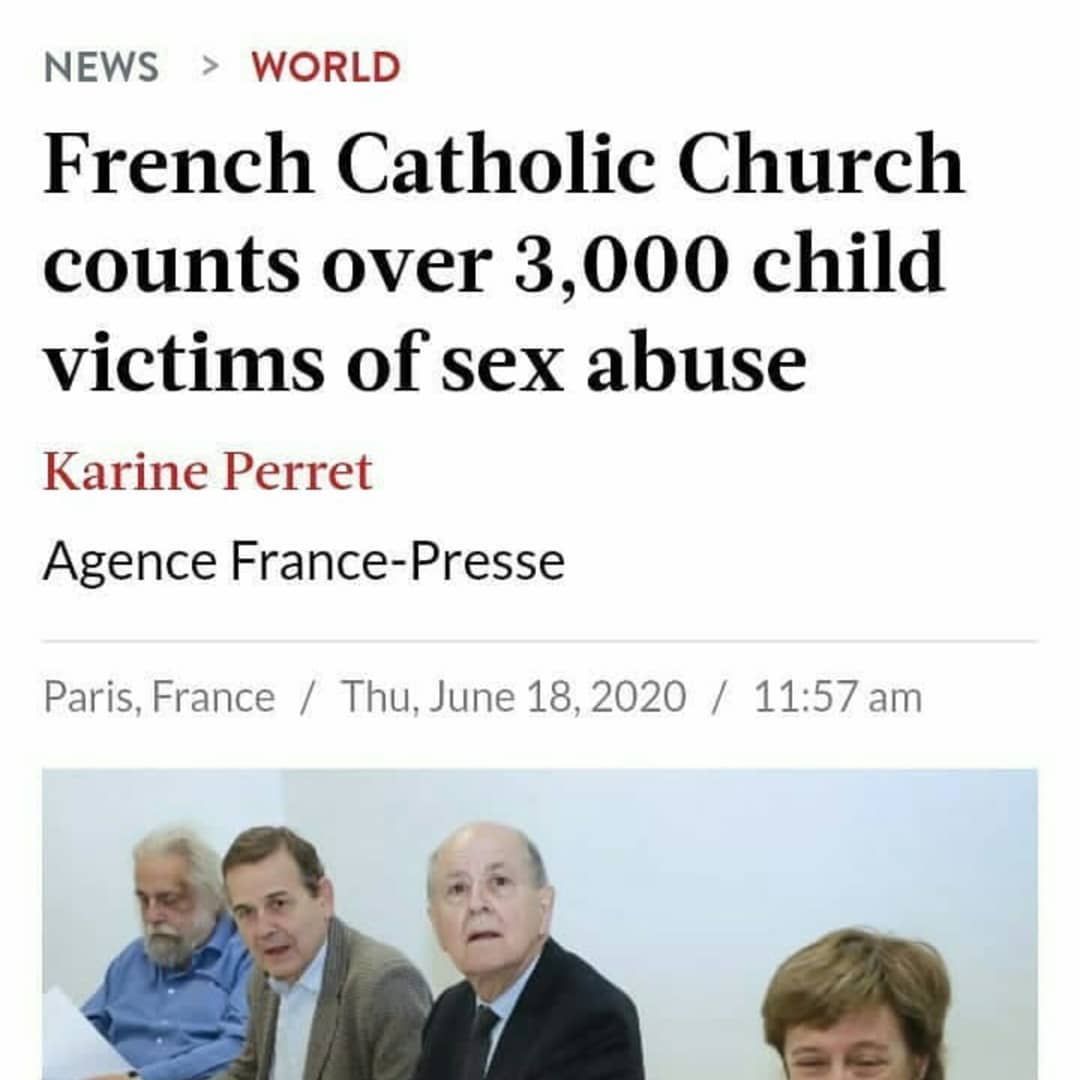 NEWS > WORLD
French Catholic Church
counts over 3,000 child
victims of sex abuse
Karine Perret
Agence France-Presse
Paris, France / Thu, June 18, 2020 / 11:57 am